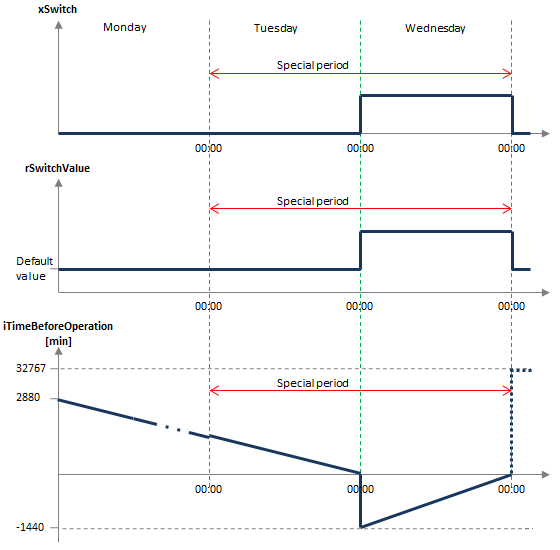 xSwitch
Monday Tuesday Wednesday
Special period
00:00 00:00 00:00
rSwitchValue
Special period
Default
value
00:00 00:00 00:00
iTimeBeforeOperation
[min]
32767
Special period
2880
00:00 00:00 00:00
-1440